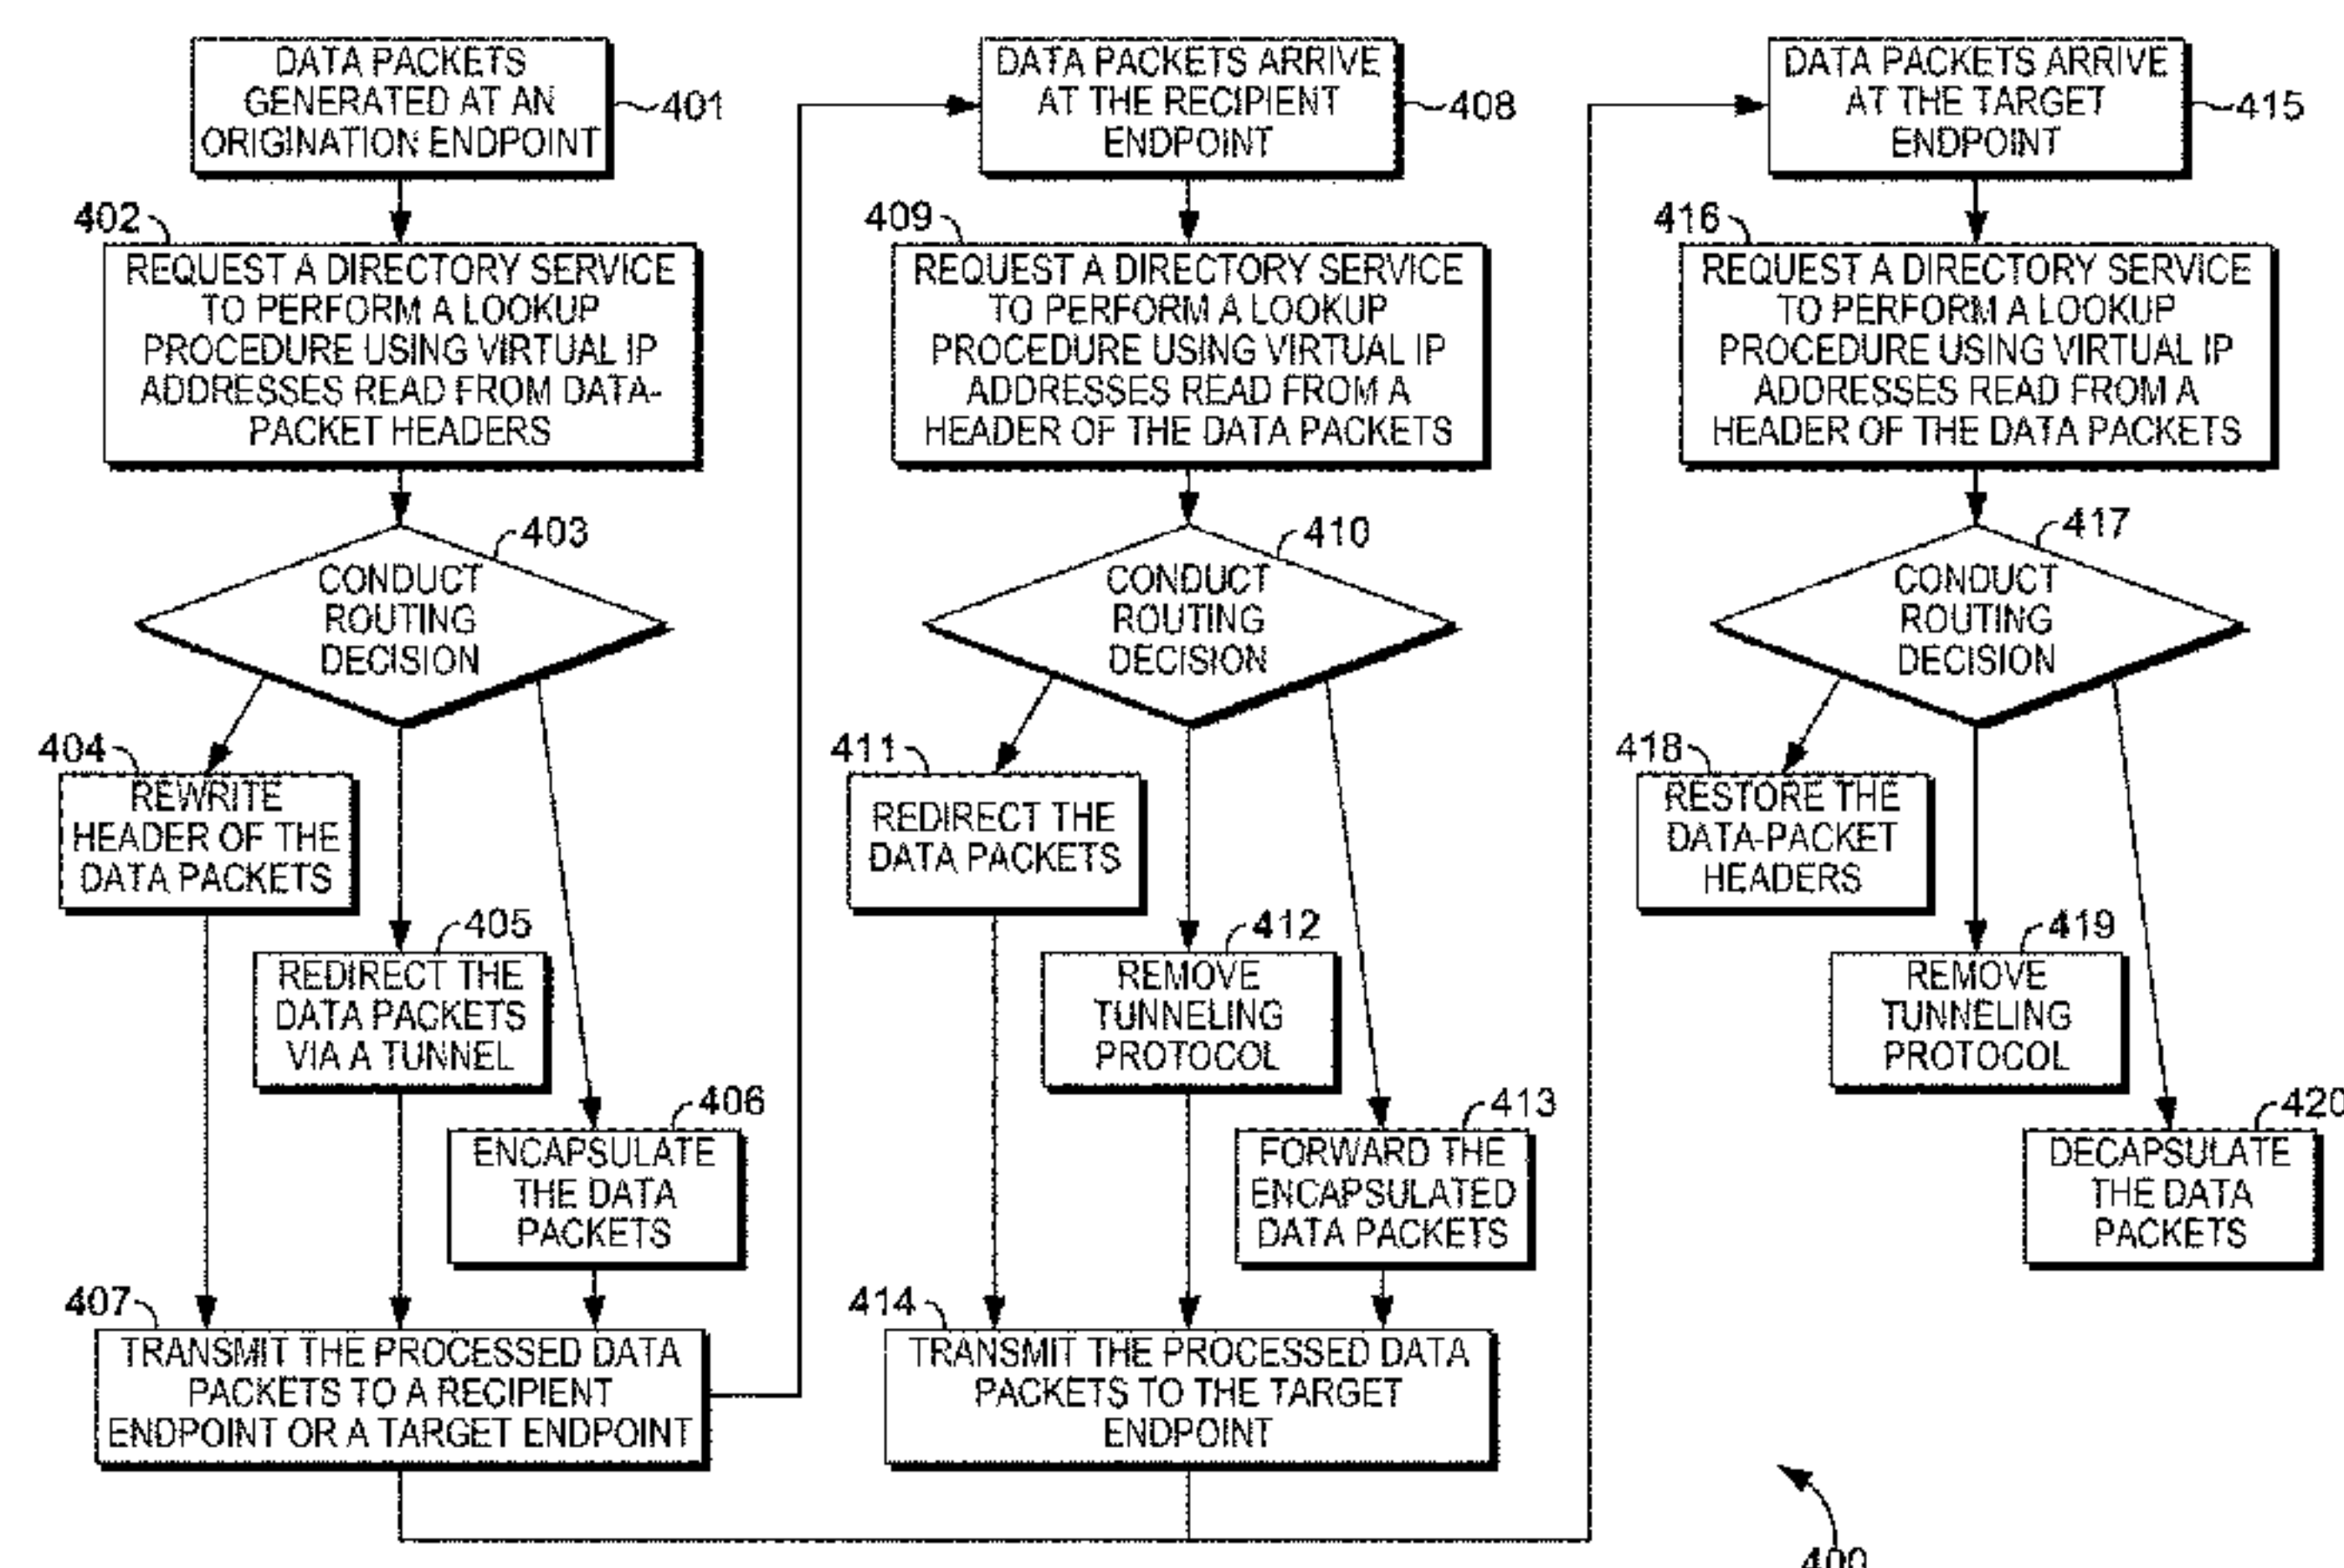 DATA PACKETS
GENERATED AT AN
ORIGINATION ENDPOINT
401
402
REQUEST A DIRECTORY SERVICE
TO PERFORM A LOOKUP
PROCEDURE USING VIRTUAL IP
ADDRESSES READ FROM DATA-
PACKET HEADERS
403
CONDUCT
ROUTING
DECISION
404
REWRITE
HEADER OF THE
DATA PACKETS
405
REDIRECT THE
DATA PACKETS
VIA A TUNNEL
406
ENCAPSULATE
THE DATA
PACKETS
407
TRANSMIT THE PROCESSED DATA
PACKETS TO A RECIPIENT
ENDPOINT OR A TARGET ENDPOINT
DATA PACKETS ARRIVE
AT THE RECIPIENT
ENDPOINT
408
409
REQUEST A DIRECTORY SERVICE
TO PERFORM A LOOKUP
PROCEDURE USING VIRTUAL IP
ADDRESSES READ FROM A
HEADER OF THE DATA PACKETS
410
CONDUCT
ROUTING
DECISION
411
REDIRECT THE
DATA PACKETS
412
REMOVE
TUNNELING
PROTOCOL
413
FORWARD THE
ENCAPSULATED
DATA PACKETS
414
TRANSMIT THE PROCESSED DATA
PACKETS TO THE TARGET
ENDPOINT
DATA PACKETS ARRIVE
AT THE TARGET
ENDPOINT
415
416
REQUEST A DIRECTORY SERVICE
TO PERFORM A LOOKUP
PROCEDURE USING VIRTUAL IP
ADDRESSES READ FROM A
HEADER OF THE DATA PACKETS
417
CONDUCT
ROUTING
DECISION
418
RESTORE THE
DATA-PACKET
HEADERS
419
REMOVE
TUNNELING
PROTOCOL
420
DECAPSULATE
THE DATA
PACKETS
400